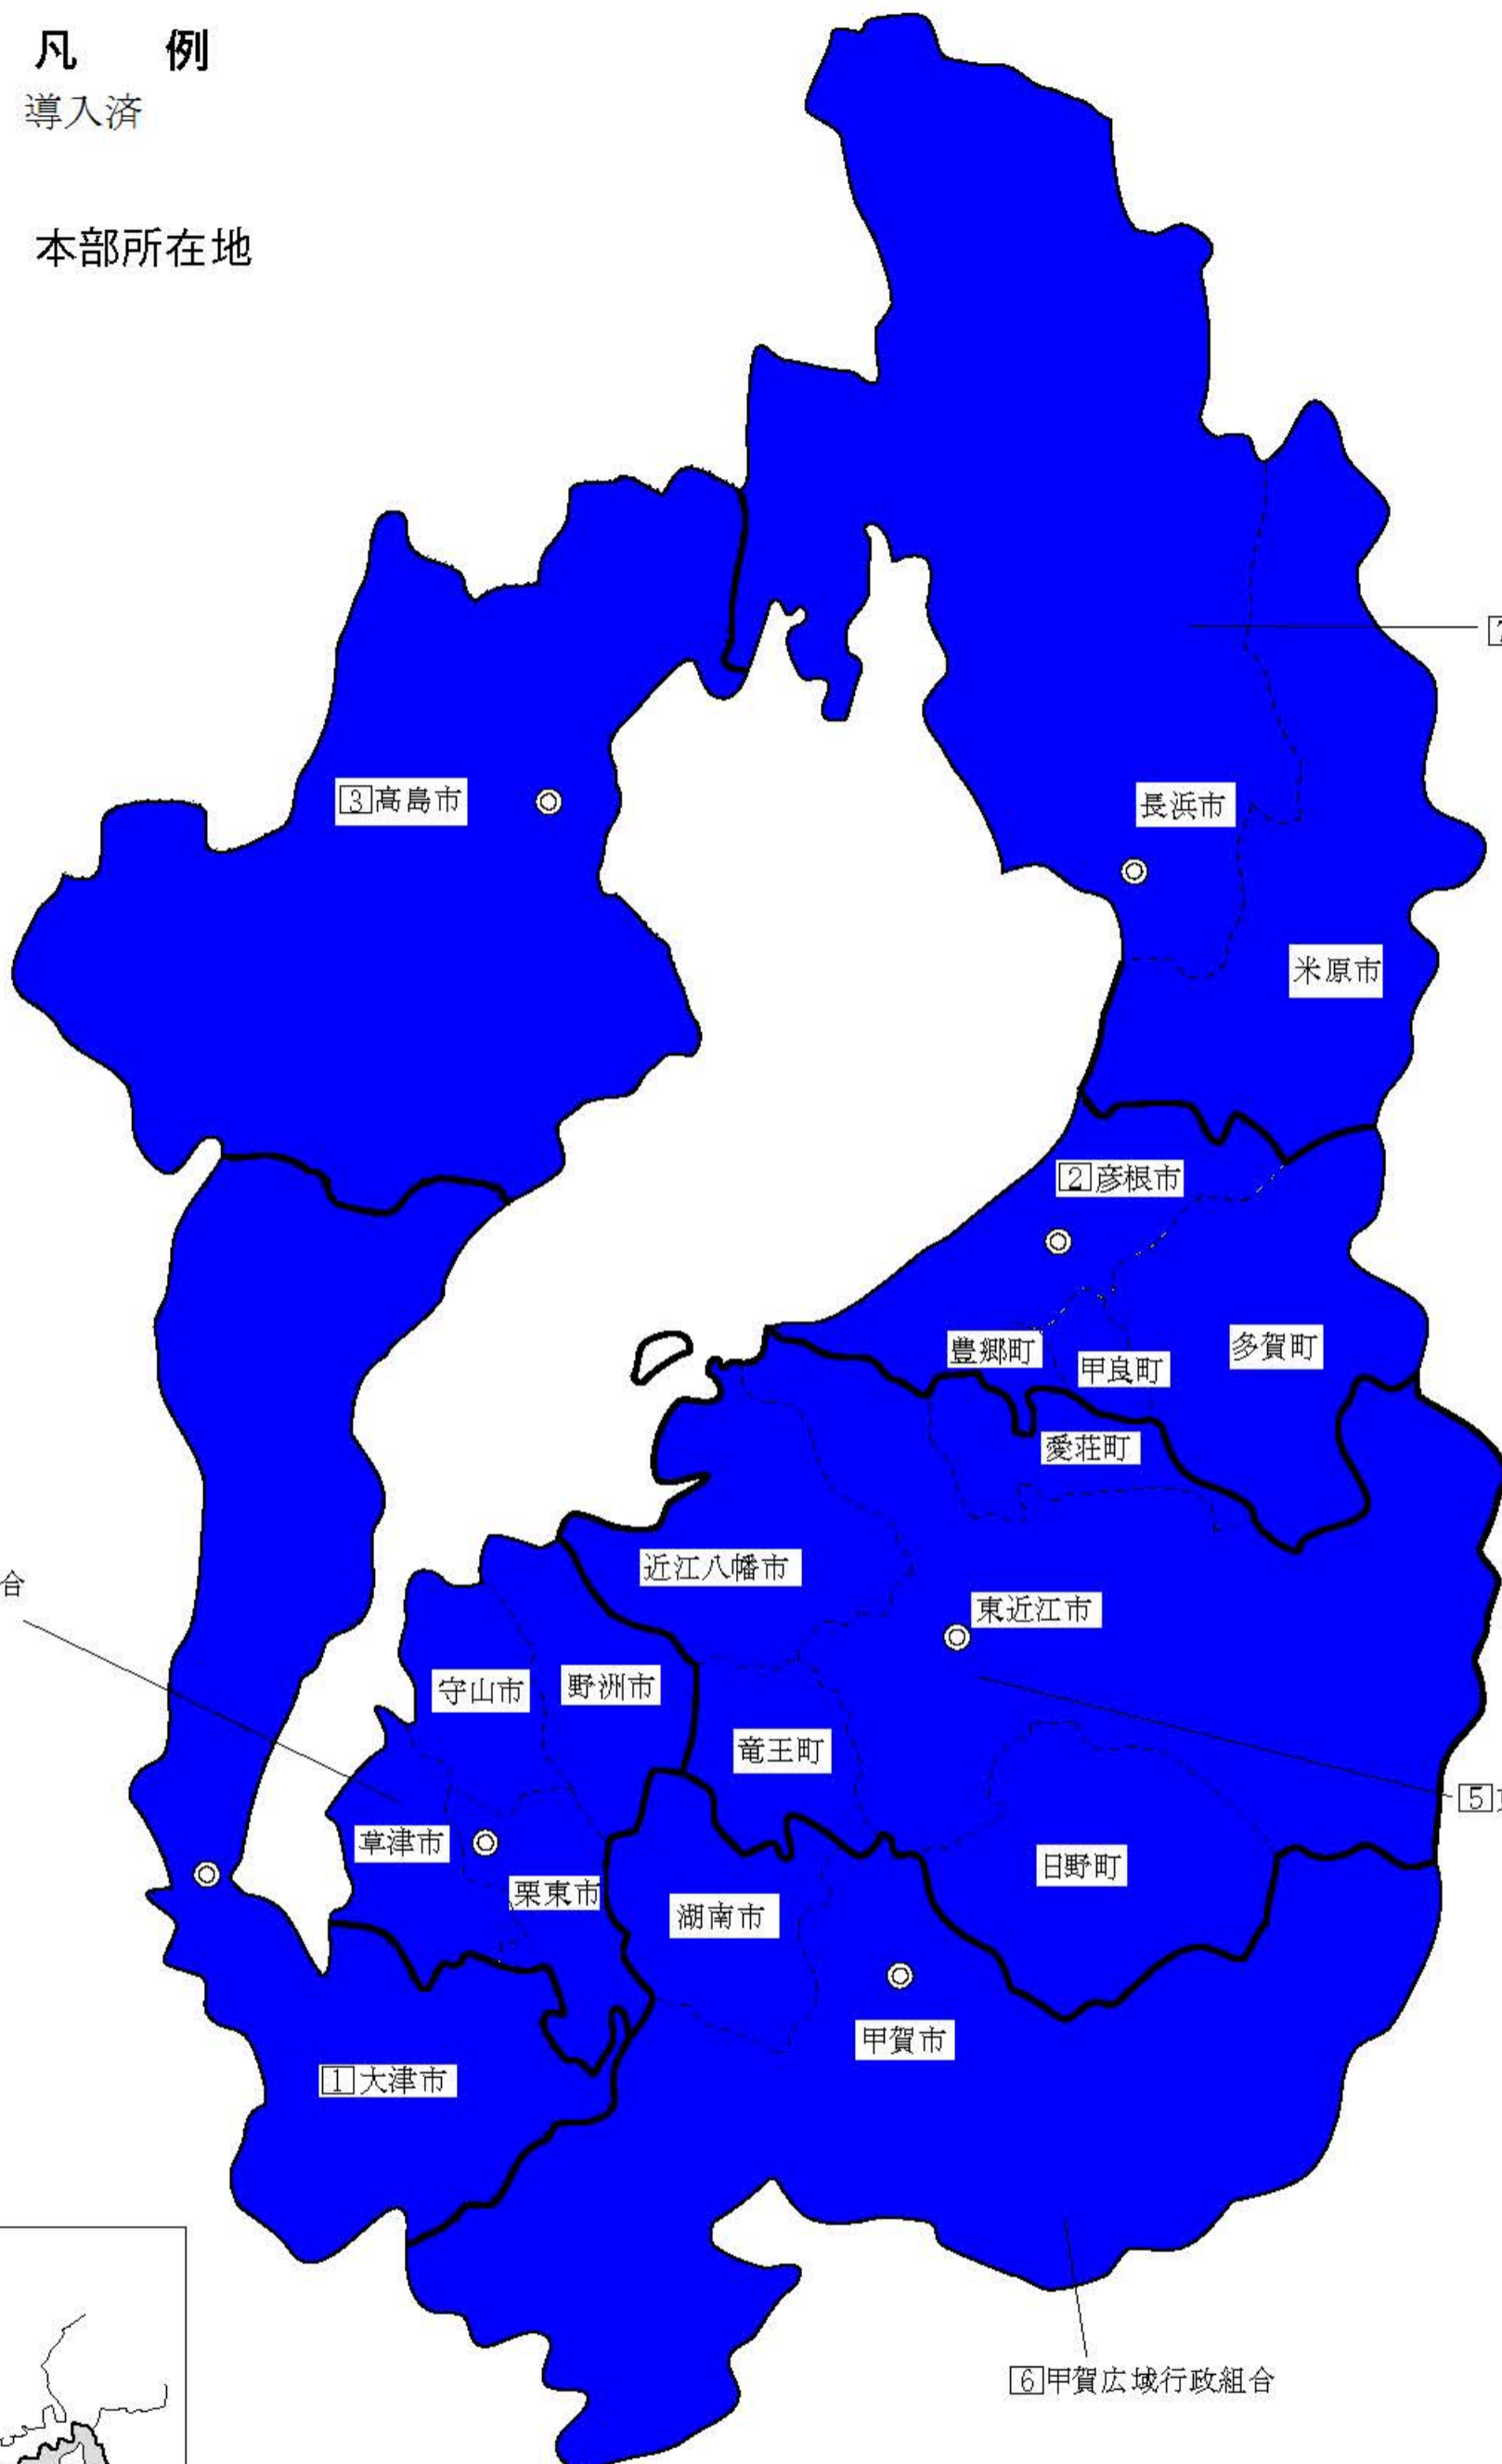 凡　例
導入済
本部所在地
7
3高島市
長浜市
米原市
2彦根市
豊郷町
甲良町
多賀町
愛荘町
近江八幡市
合
東近江市
守山市
野洲市
竜王町
5
草津市
栗東市
日野町
湖南市
甲賀市
1大津市
6甲賀広域行政組合